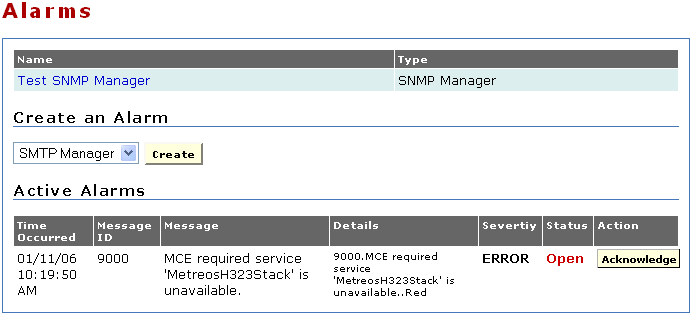 Alarms
Name Type
Test SNMP Manager SNMP Manager
Create an Alarm
SMTP Manager Create
Active Alarms
Time Occurred Message ID Message Details Severtiy Status Action
01/11/06 10:19:50 AM 9000 MCE required service 'MetreosH323Stack' is unavailable. 9000.MCE required service 'MetreosH323Stack' is unavailable..Red ERROR Open Acknowledge